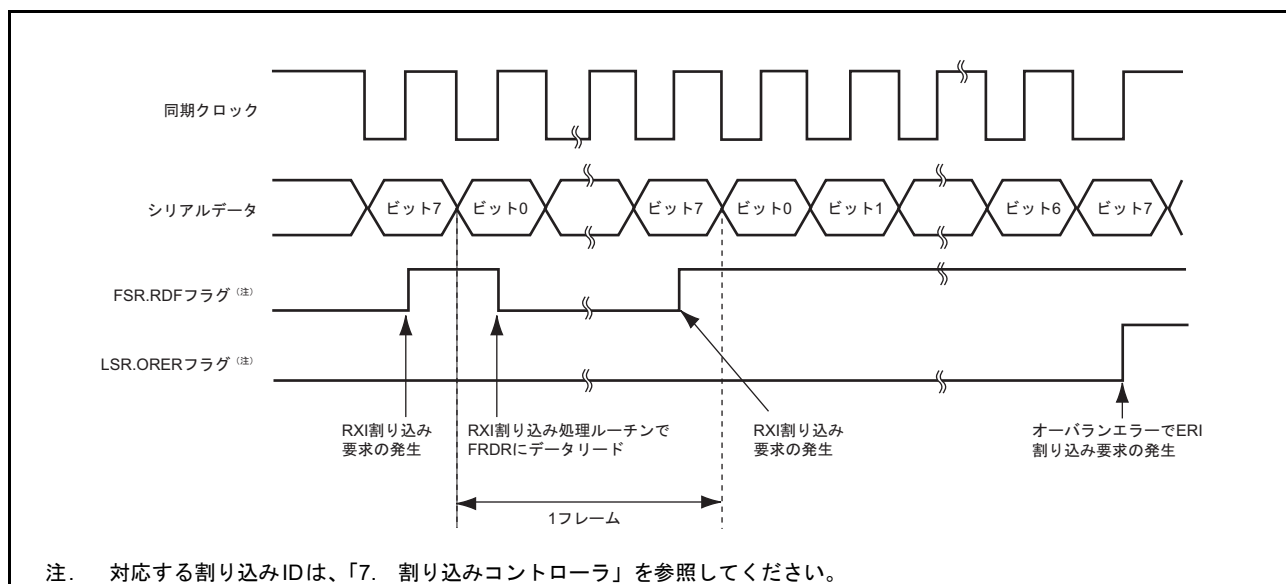 同期クロック
シリアルデータ
ビット7
ビット0
ビット7
ビット0
ビット1
ビット6
ビット7
FSR.RDFフラグ（注）
LSR.ORERフラグ（注）
RXI割り込み
要求の発生
RXI割り込み処理ルーチンで
FRDRにデータリード
RXI割り込み
要求の発生
オーバランエラーでERI
割り込み要求の発生
1フレーム
注. 対応する割り込みIDは、「7. 割り込みコントローラ」を参照してください。